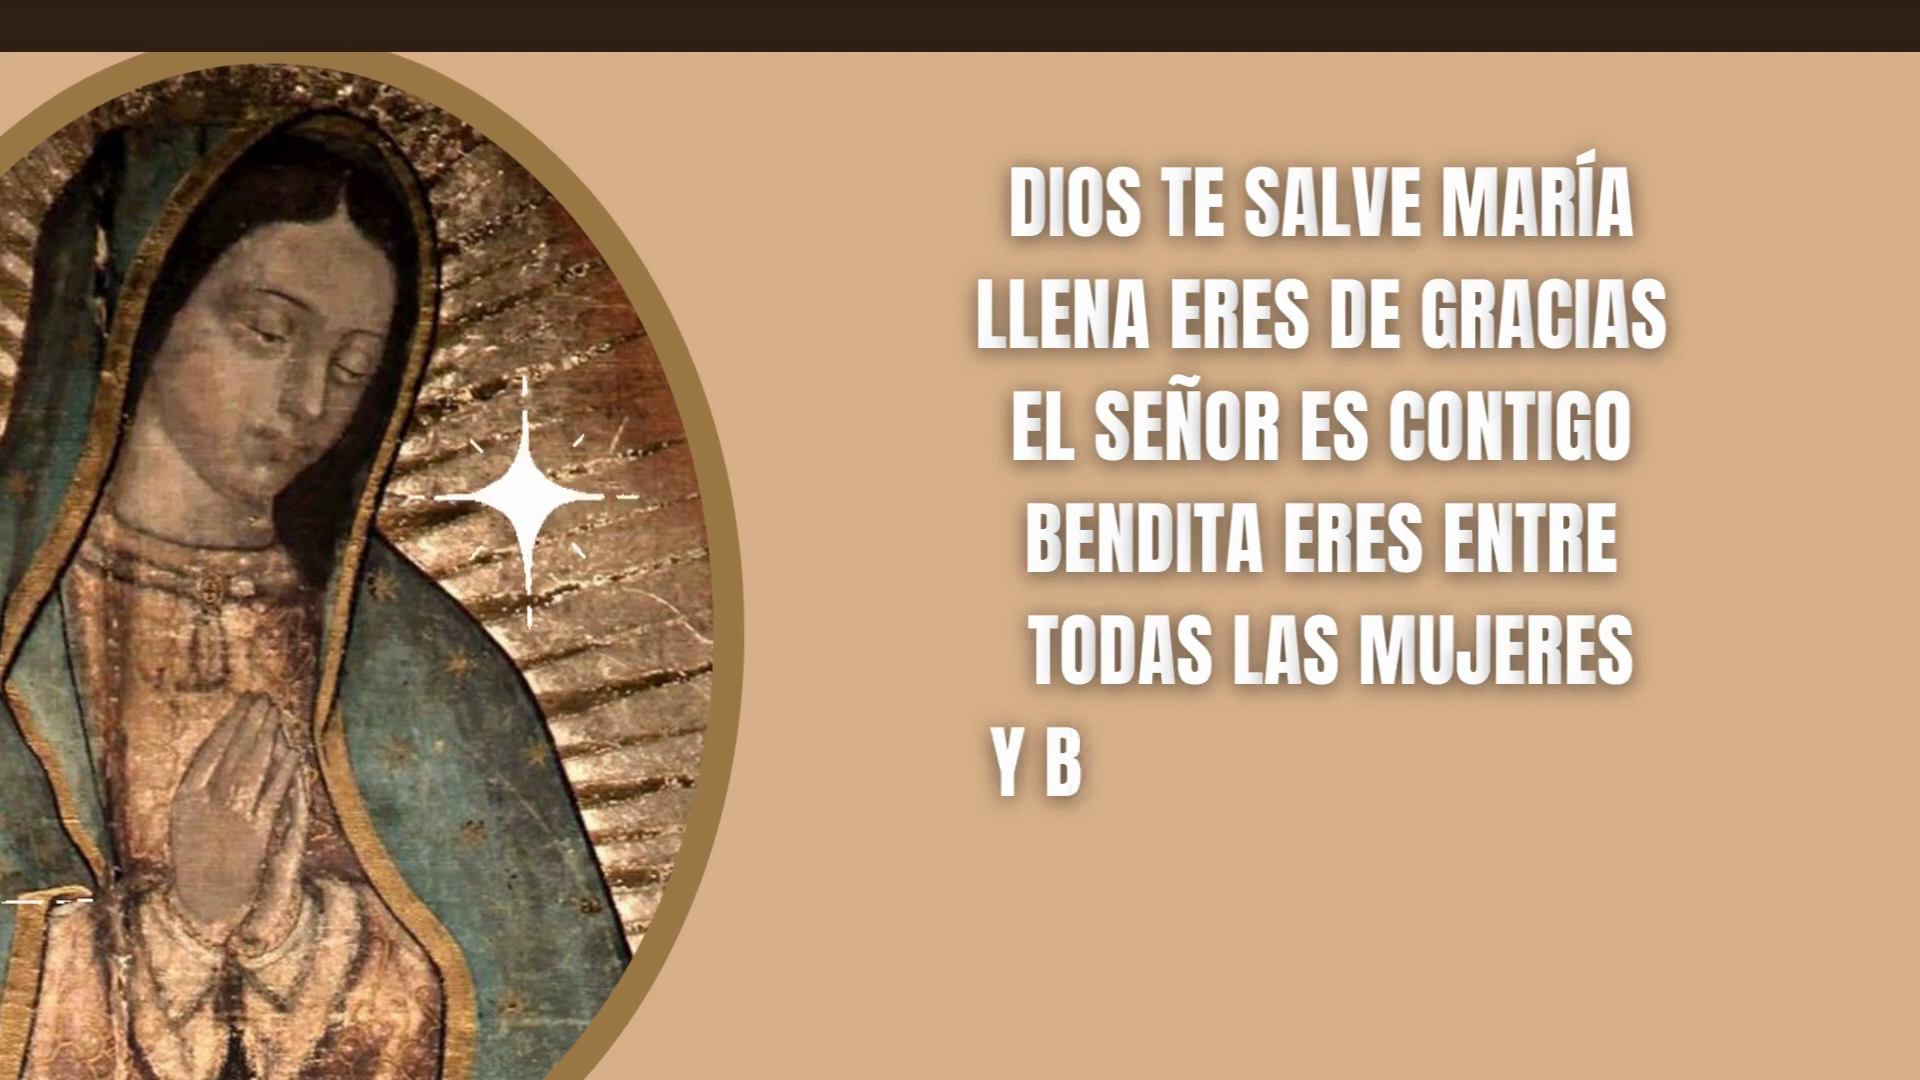 DIOS TE SALVE MARÍA
LLENA ERES DE GRACIAS
EL SEÑOR ES CONTIGO
BENDITA ERES ENTRE
TODAS LAS MUJERES
Y B